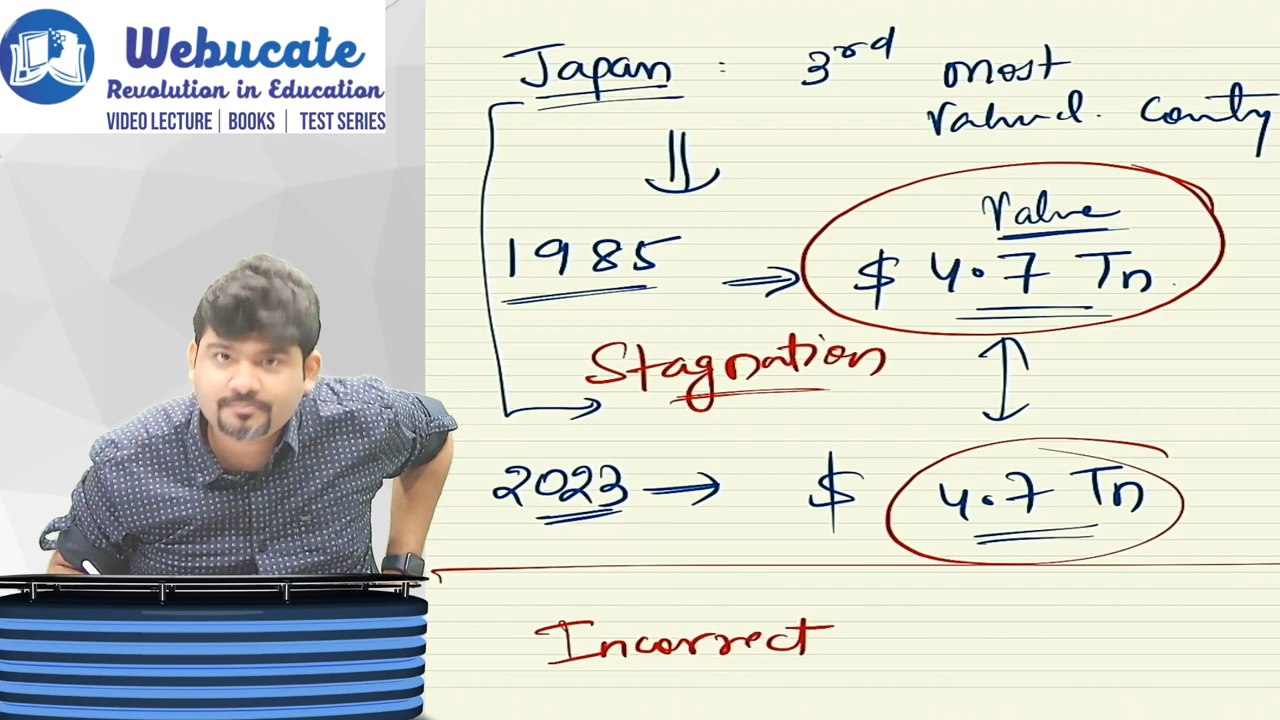 Webucate
Revolution in Education
VIDEO LECTURE | BOOKS | TEST SERIES
Japan : 3rd most
Valued. County
Value
1985 → $ 4.7 Tn
Stagnation
2023 → $ 4.7 Tn
Incorrect